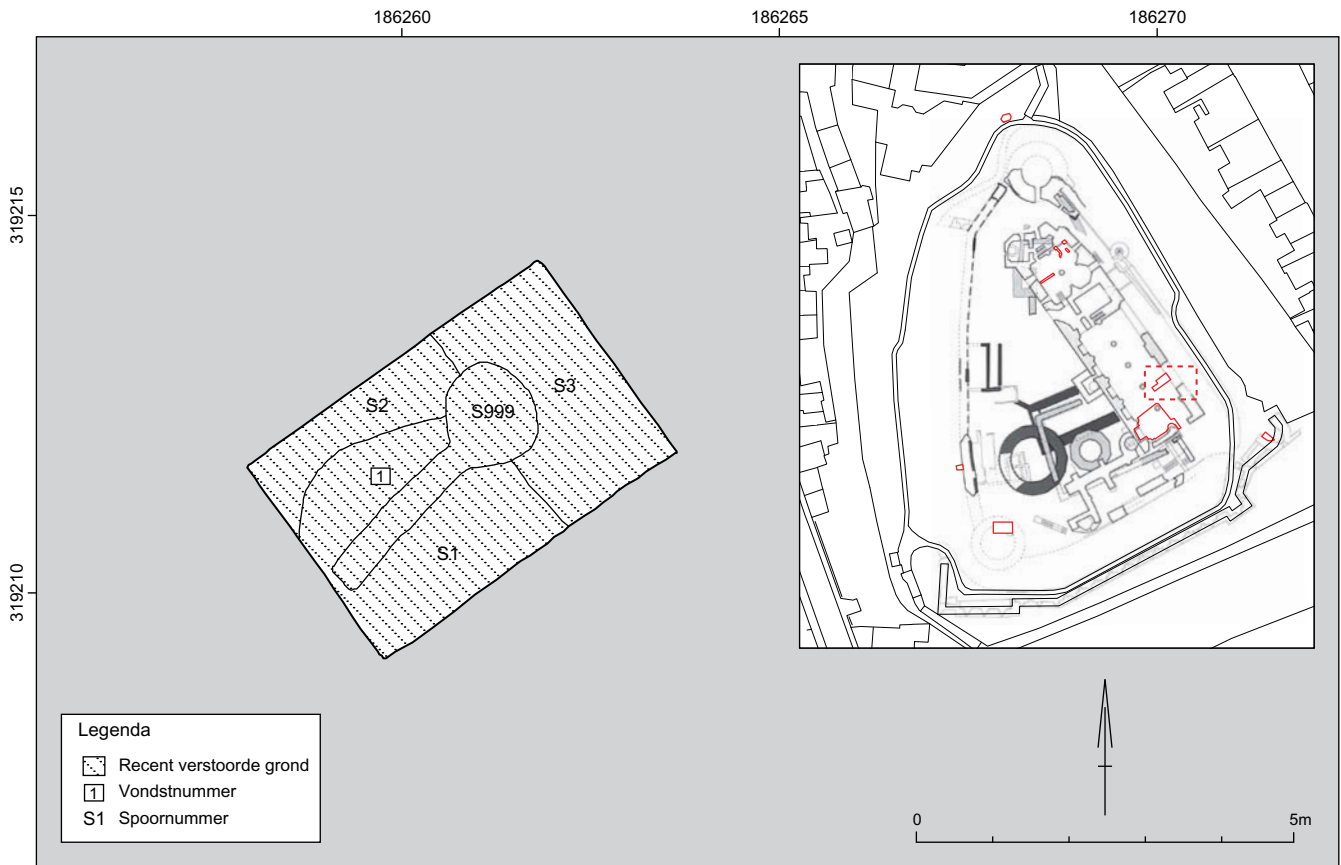 186260
186265
186270
319215
319210
S2
S999
S3
1
S1
Legenda
Recent verstoorde grond
1 Vondstnummer
S1 Spoornummer
0 5m